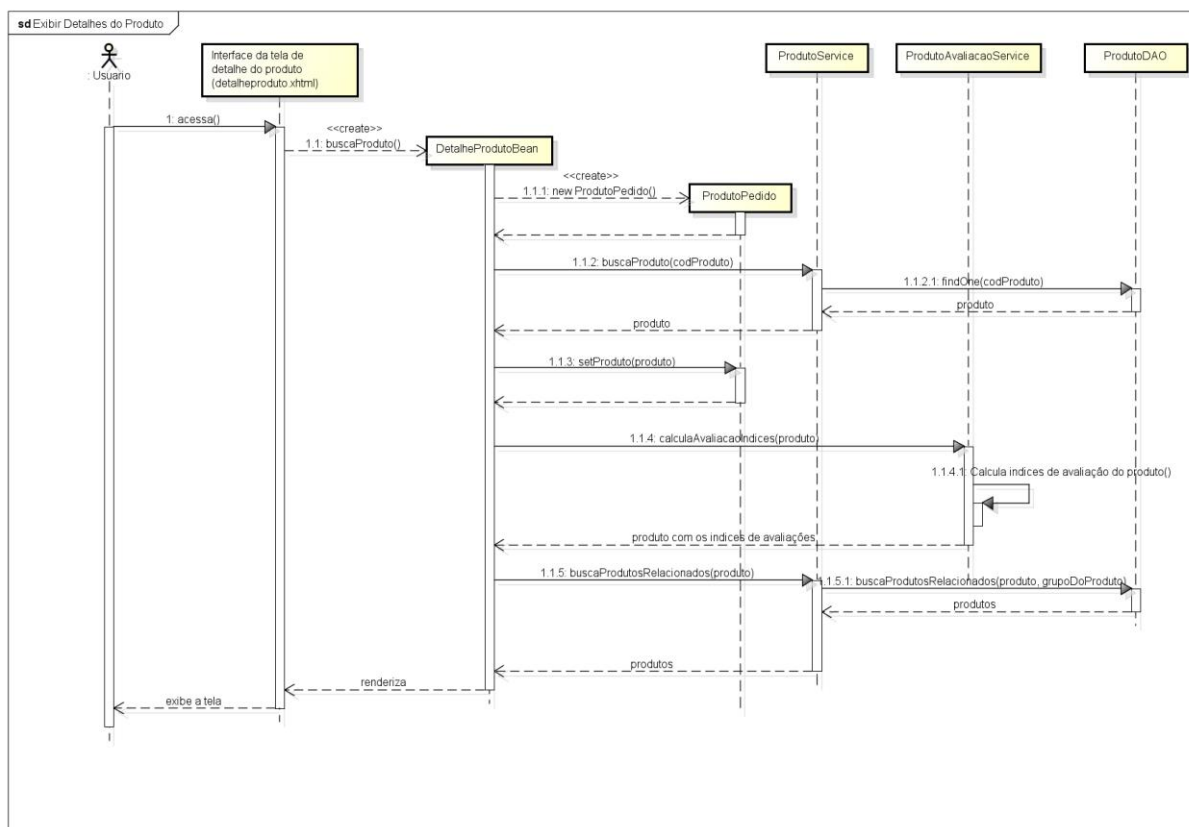 sd Exibir Detalhes do Produto
: Usuario
Interface da tela de
detalhe do produto
(detalheproduto.xhtml)
ProdutoService
ProdutoAvaliacaoService
ProdutoDAO
1: acessa()
<<create>>
1.1: buscaProduto()
DetalheProdutoBean
<<create>>
1.1.1: new ProdutoPedido()
ProdutoPedido
1.1.2: buscaProduto(codProduto)
1.1.2.1: findOne(codProduto)
produto
produto
1.1.3: setProduto(produto)
1.1.4: calculaAvaliacaoIndices(produto)
1.1.4.1: Calcula indices de avaliação do produto()
produto com os indices de avaliações
1.1.5: buscaProdutosRelacionados(produto)
1.1.5.1: buscaProdutosRelacionados(produto, grupoDoProduto)
produtos
produtos
renderiza
exibe a tela